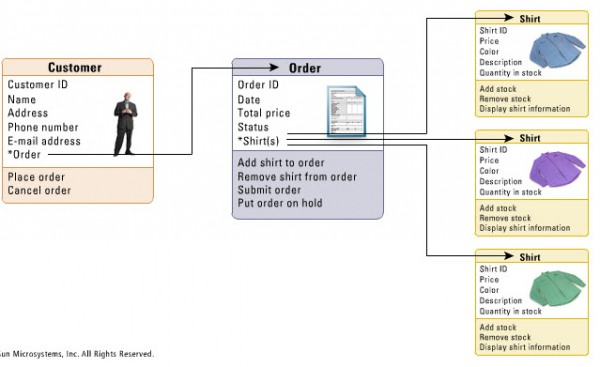 Customer
Customer ID
Name
Address
Phone number
E-mail address
*Order
Place order
Cancel order
Order
Order ID
Date
Total price
Status
*Shirt(s)
Add shirt to order
Remove shirt from order
Submit order
Put order on hold
Shirt
Shirt ID
Price
Color
Description
Quantity in stock
Add stock
Remove stock
Display shirt information
Shirt
Shirt ID
Price
Color
Description
Quantity in stock
Add stock
Remove stock
Display shirt information
Shirt
Shirt ID
Price
Color
Description
Quantity in stock
Add stock
Remove stock
Display shirt information
un Microsystems, Inc. All Rights Reserved.